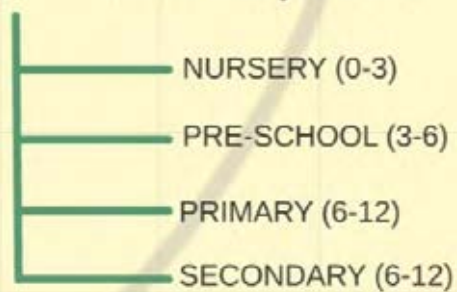 NURSERY (0-3)
PRE-SCHOOL (3-6)
PRIMARY (6-12)
SECONDARY (6-12)